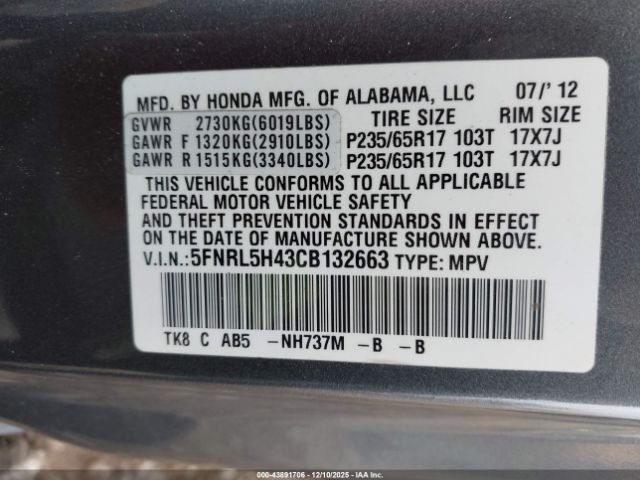 MFD. BY HONDA MFG. OF ALABAMA, LLC 07/'12
TIRE SIZE RIM SIZE
GVWR 2730KG(6019LBS)
GAWR F 1320KG(2910LBS) P235/65R17 103T 17X7J
GAWR R 1515KG(3340LBS) P235/65R17 103T 17X7J
THIS VEHICLE CONFORMS TO ALL APPLICABLE
FEDERAL MOTOR VEHICLE SAFETY
AND THEFT PREVENTION STANDARDS IN EFFECT
ON THE DATE OF MANUFACTURE SHOWN ABOVE.
V.I.N.:5FNRL5H43CB132663 TYPE: MPV
TK8 C AB5 -NH737M -B -B
000-43891706 - 12/10/2025 - IAA Inc.